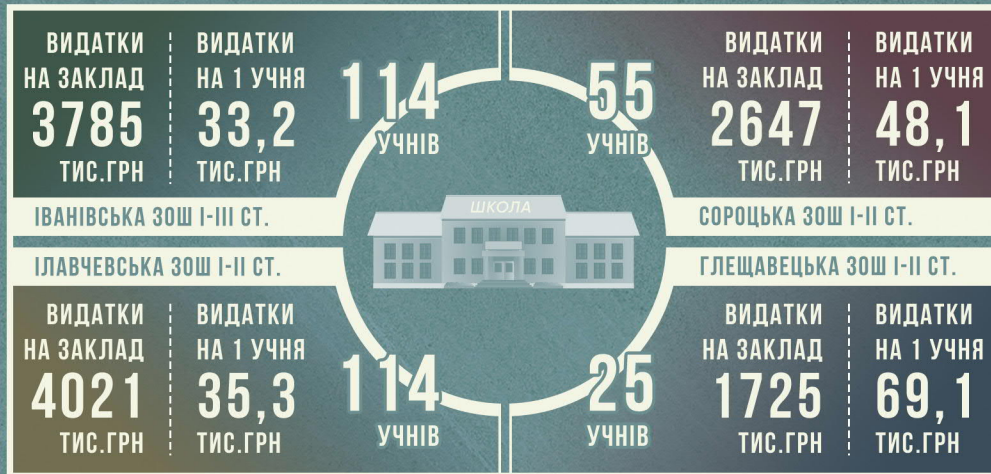 ВИДАТКИ
НА ЗАКЛАД
3785
ТИС.ГРН
ВИДАТКИ
НА 1 УЧНЯ
33,2
ТИС.ГРН
114
УЧНІВ
ІВАНІВСЬКА ЗОШ І-ІІІ СТ.
55
УЧНІВ
ВИДАТКИ
НА ЗАКЛАД
2647
ТИС.ГРН
ВИДАТКИ
НА 1 УЧНЯ
48,1
ТИС.ГРН
СОРОЦЬКА ЗОШ І-ІІ СТ.
ШКОЛА
ІЛАВЧЕВСЬКА ЗОШ І-ІІ СТ.
ВИДАТКИ
НА ЗАКЛАД
4021
ТИС.ГРН
ВИДАТКИ
НА 1 УЧНЯ
35,3
ТИС.ГРН
114
УЧНІВ
ГЛЕЩАВЕЦЬКА ЗОШ І-ІІ СТ.
25
УЧНІВ
ВИДАТКИ
НА ЗАКЛАД
1725
ТИС.ГРН
ВИДАТКИ
НА 1 УЧНЯ
69,1
ТИС.ГРН